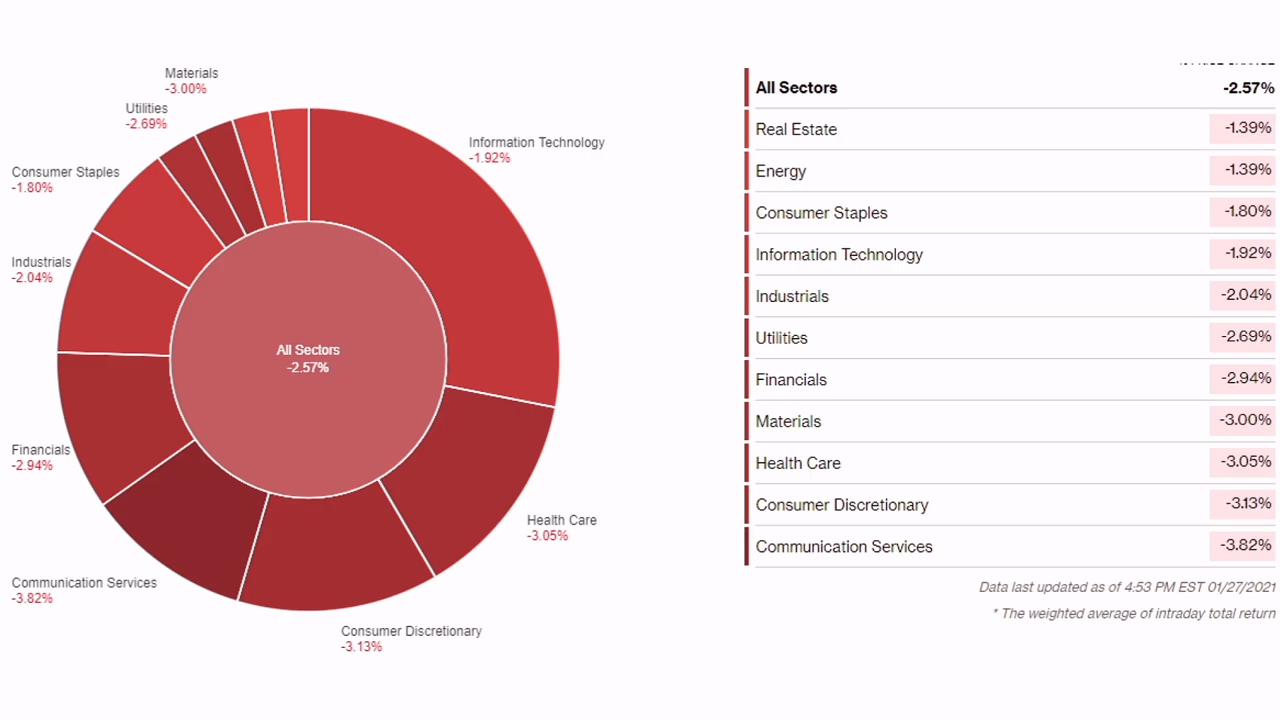 Materials
-3.00%
Utilities
-2.69%
Consumer Staples
-1.80%
Industrials
-2.04%
Financials
-2.94%
Communication Services
-3.82%
Consumer Discretionary
-3.13%
Health Care
-3.05%
Information Technology
-1.92%
All Sectors
-2.57%
All Sectors -2.57%
Real Estate -1.39%
Energy -1.39%
Consumer Staples -1.80%
Information Technology -1.92%
Industrials -2.04%
Utilities -2.69%
Financials -2.94%
Materials -3.00%
Health Care -3.05%
Consumer Discretionary -3.13%
Communication Services -3.82%
Data last updated as of 4:53 PM EST 01/27/2021
* The weighted average of intraday total return